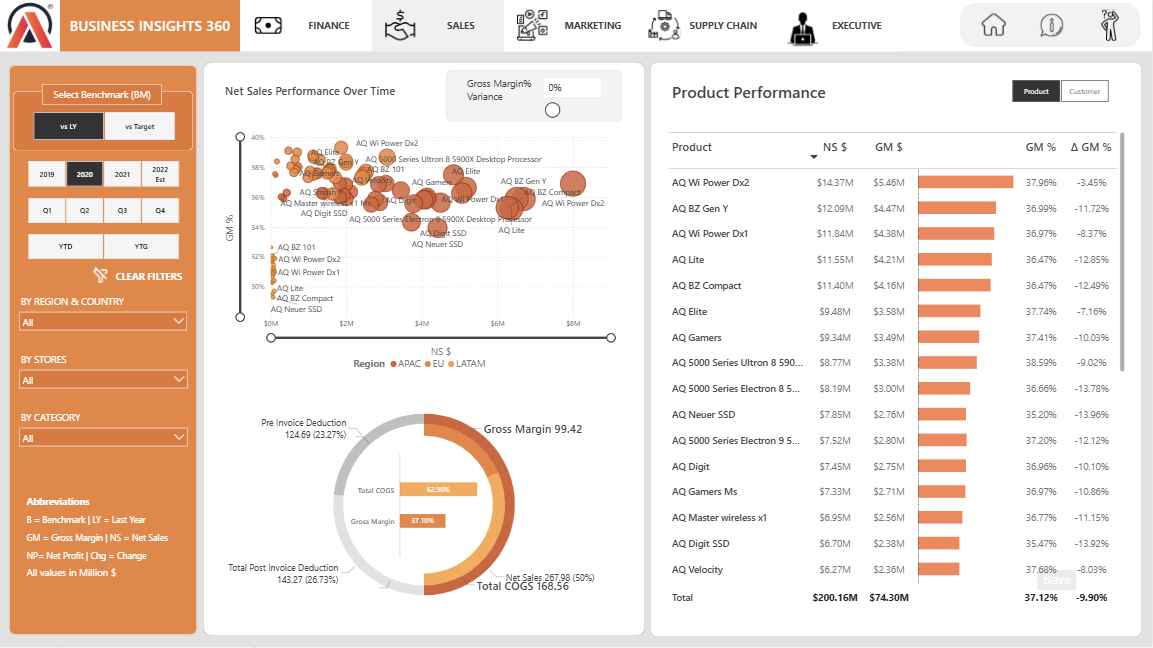 BUSINESS INSIGHTS 360
FINANCE
SALES
MARKETING
SUPPLY CHAIN
EXECUTIVE
Select Benchmark (BM)
vs LY
vs Target
2019
2020
2021
2022 Est
Q1
Q2
Q3
Q4
YTD
YTG
CLEAR FILTERS
BY REGION & COUNTRY
All
BY STORES
All
BY CATEGORY
All
Abbreviations
B = Benchmark | LY = Last Year
GM = Gross Margin | NS = Net Sales
NP= Net Profit | Chg = Change
All values in Million $
Net Sales Performance Over Time
Gross Margin%
Variance
0%
GM %
40%
38%
36%
34%
32%
30%
AQ Wi Power Dx2
AQ Elite
AQ BZ Gen Y
AQ 5000 Series Ultron 8 5900X Desktop Processor
AQ BZ 101
AQ Elite
AQ Gamers
AQ Velocity
AQ Gamers
AQ BZ Gen Y
AQ Smash
AQ BZ Compact
AQ Master wireless x1 Ms
AQ Digit
AQ Wi Power Dx1
AQ Wi Power Dx2
AQ Digit SSD
AQ 5000 Series Electron 8 5900X Desktop Processor
AQ Lite
AQ Digit SSD
AQ Neuer SSD
AQ BZ 101
AQ Wi Power Dx2
AQ Wi Power Dx1
AQ Lite
AQ BZ Compact
AQ Neuer SSD
$0M
$2M
$4M
$6M
$8M
NS $
Region APAC EU LATAM
Pre Invoice Deduction
124.69 (23.27%)
Gross Margin 99.42
Total COGS
62.90%
Gross Margin
37.10%
Total Post Invoice Deduction
143.27 (26.73%)
Net Sales 267.98 (50%)
Total COGS 168.56
Product Performance
Product
Customer
Product NS $ GM $ GM % Δ GM %
AQ Wi Power Dx2 $14.37M $5.46M 37.96% -3.45%
AQ BZ Gen Y $12.09M $4.47M 36.99% -11.72%
AQ Wi Power Dx1 $11.84M $4.38M 36.97% -8.37%
AQ Lite $11.55M $4.21M 36.47% -12.85%
AQ BZ Compact $11.40M $4.16M 36.47% -12.49%
AQ Elite $9.48M $3.58M 37.74% -7.16%
AQ Gamers $9.34M $3.49M 37.41% -10.03%
AQ 5000 Series Ultron 8 590... $8.77M $3.38M 38.59% -9.02%
AQ 5000 Series Electron 8 5... $8.19M $3.00M 36.66% -13.78%
AQ Neuer SSD $7.85M $2.76M 35.20% -13.96%
AQ 5000 Series Electron 9 5... $7.52M $2.80M 37.20% -12.12%
AQ Digit $7.45M $2.75M 36.96% -10.10%
AQ Gamers Ms $7.33M $2.71M 36.97% -10.86%
AQ Master wireless x1 $6.95M $2.56M 36.77% -11.15%
AQ Digit SSD $6.70M $2.38M 35.47% -13.92%
AQ Velocity $6.27M $2.36M 37.68% -8.03%
Save
Total $200.16M $74.30M 37.12% -9.90%